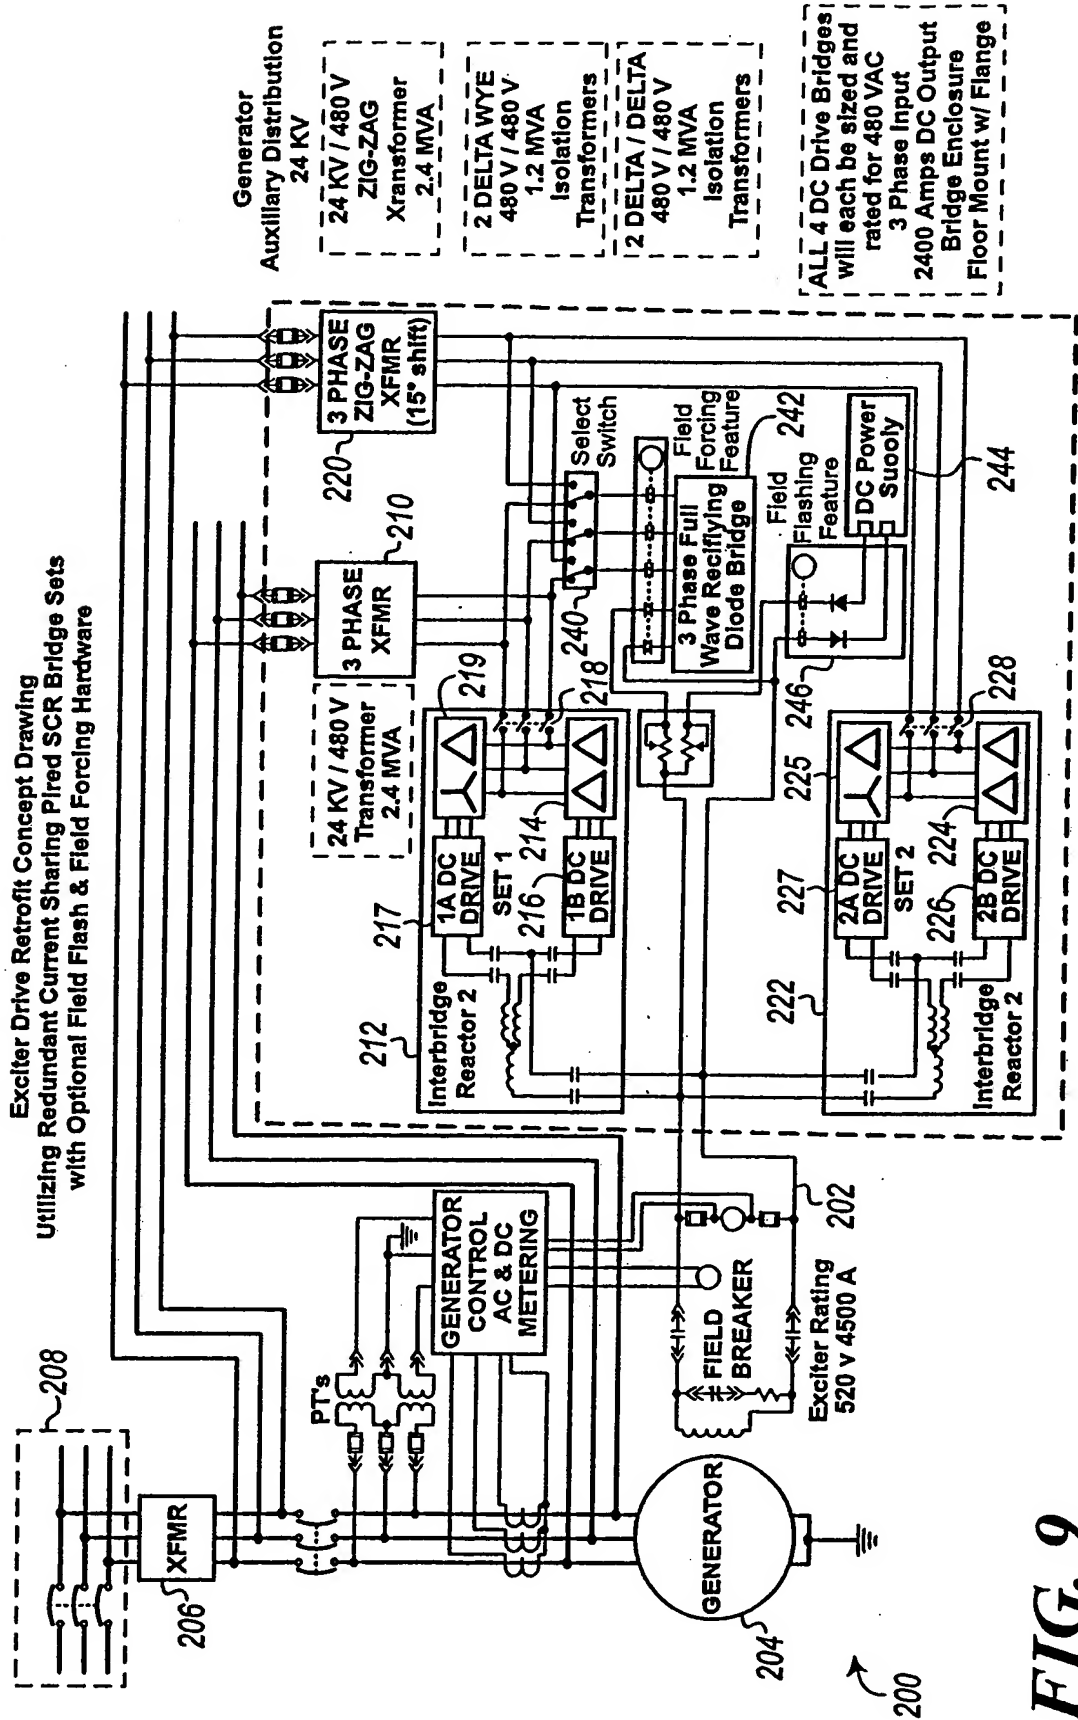 Exciter Drive Retrofit Concept Drawing
Utilizing Redundant Current Sharing Pired SCR Bridge Sets
with Optional Field Flash & Field Forcing Hardware
208
XFMR
206
PT's
GENERATOR
CONTROL
AC & DC
METERING
GENERATOR
204
200
FIELD
BREAKER
Exciter Rating
520 v 4500 A
202
Generator
Auxillary Distribution
24 KV
24 KV / 480 V
ZIG-ZAG
Xransformer
2.4 MVA
2 DELTA WYE
480 V / 480 V
1.2 MVA
Isolation
Transformers
2 DELTA / DELTA
480 V / 480 V
1.2 MVA
Isolation
Transformers
ALL 4 DC Drive Bridges
will each be sized and
rated for 480 VAC
3 Phase Input
2400 Amps DC Output
Bridge Enclosure
Floor Mount w/ Flange
3 PHASE
ZIG-ZAG
XFMR
(15° shift)
220
3 PHASE
XFMR
210
24 KV / 480 V
Transformer
2.4 MVA
Select
Switch
240
Field
Forcing
Feature
3 Phase Full
Wave Reciflying
Diode Bridge
242
Field
Flashing
Feature
DC Power
Suooly
244
246
219
218
217
1A DC
DRIVE
SET 1
214
216
1B DC
DRIVE
212
Interbridge
Reactor 2
225
228
227
2A DC
DRIVE
SET 2
224
226
2B DC
DRIVE
222
Interbridge
Reactor 2
FIG. 9